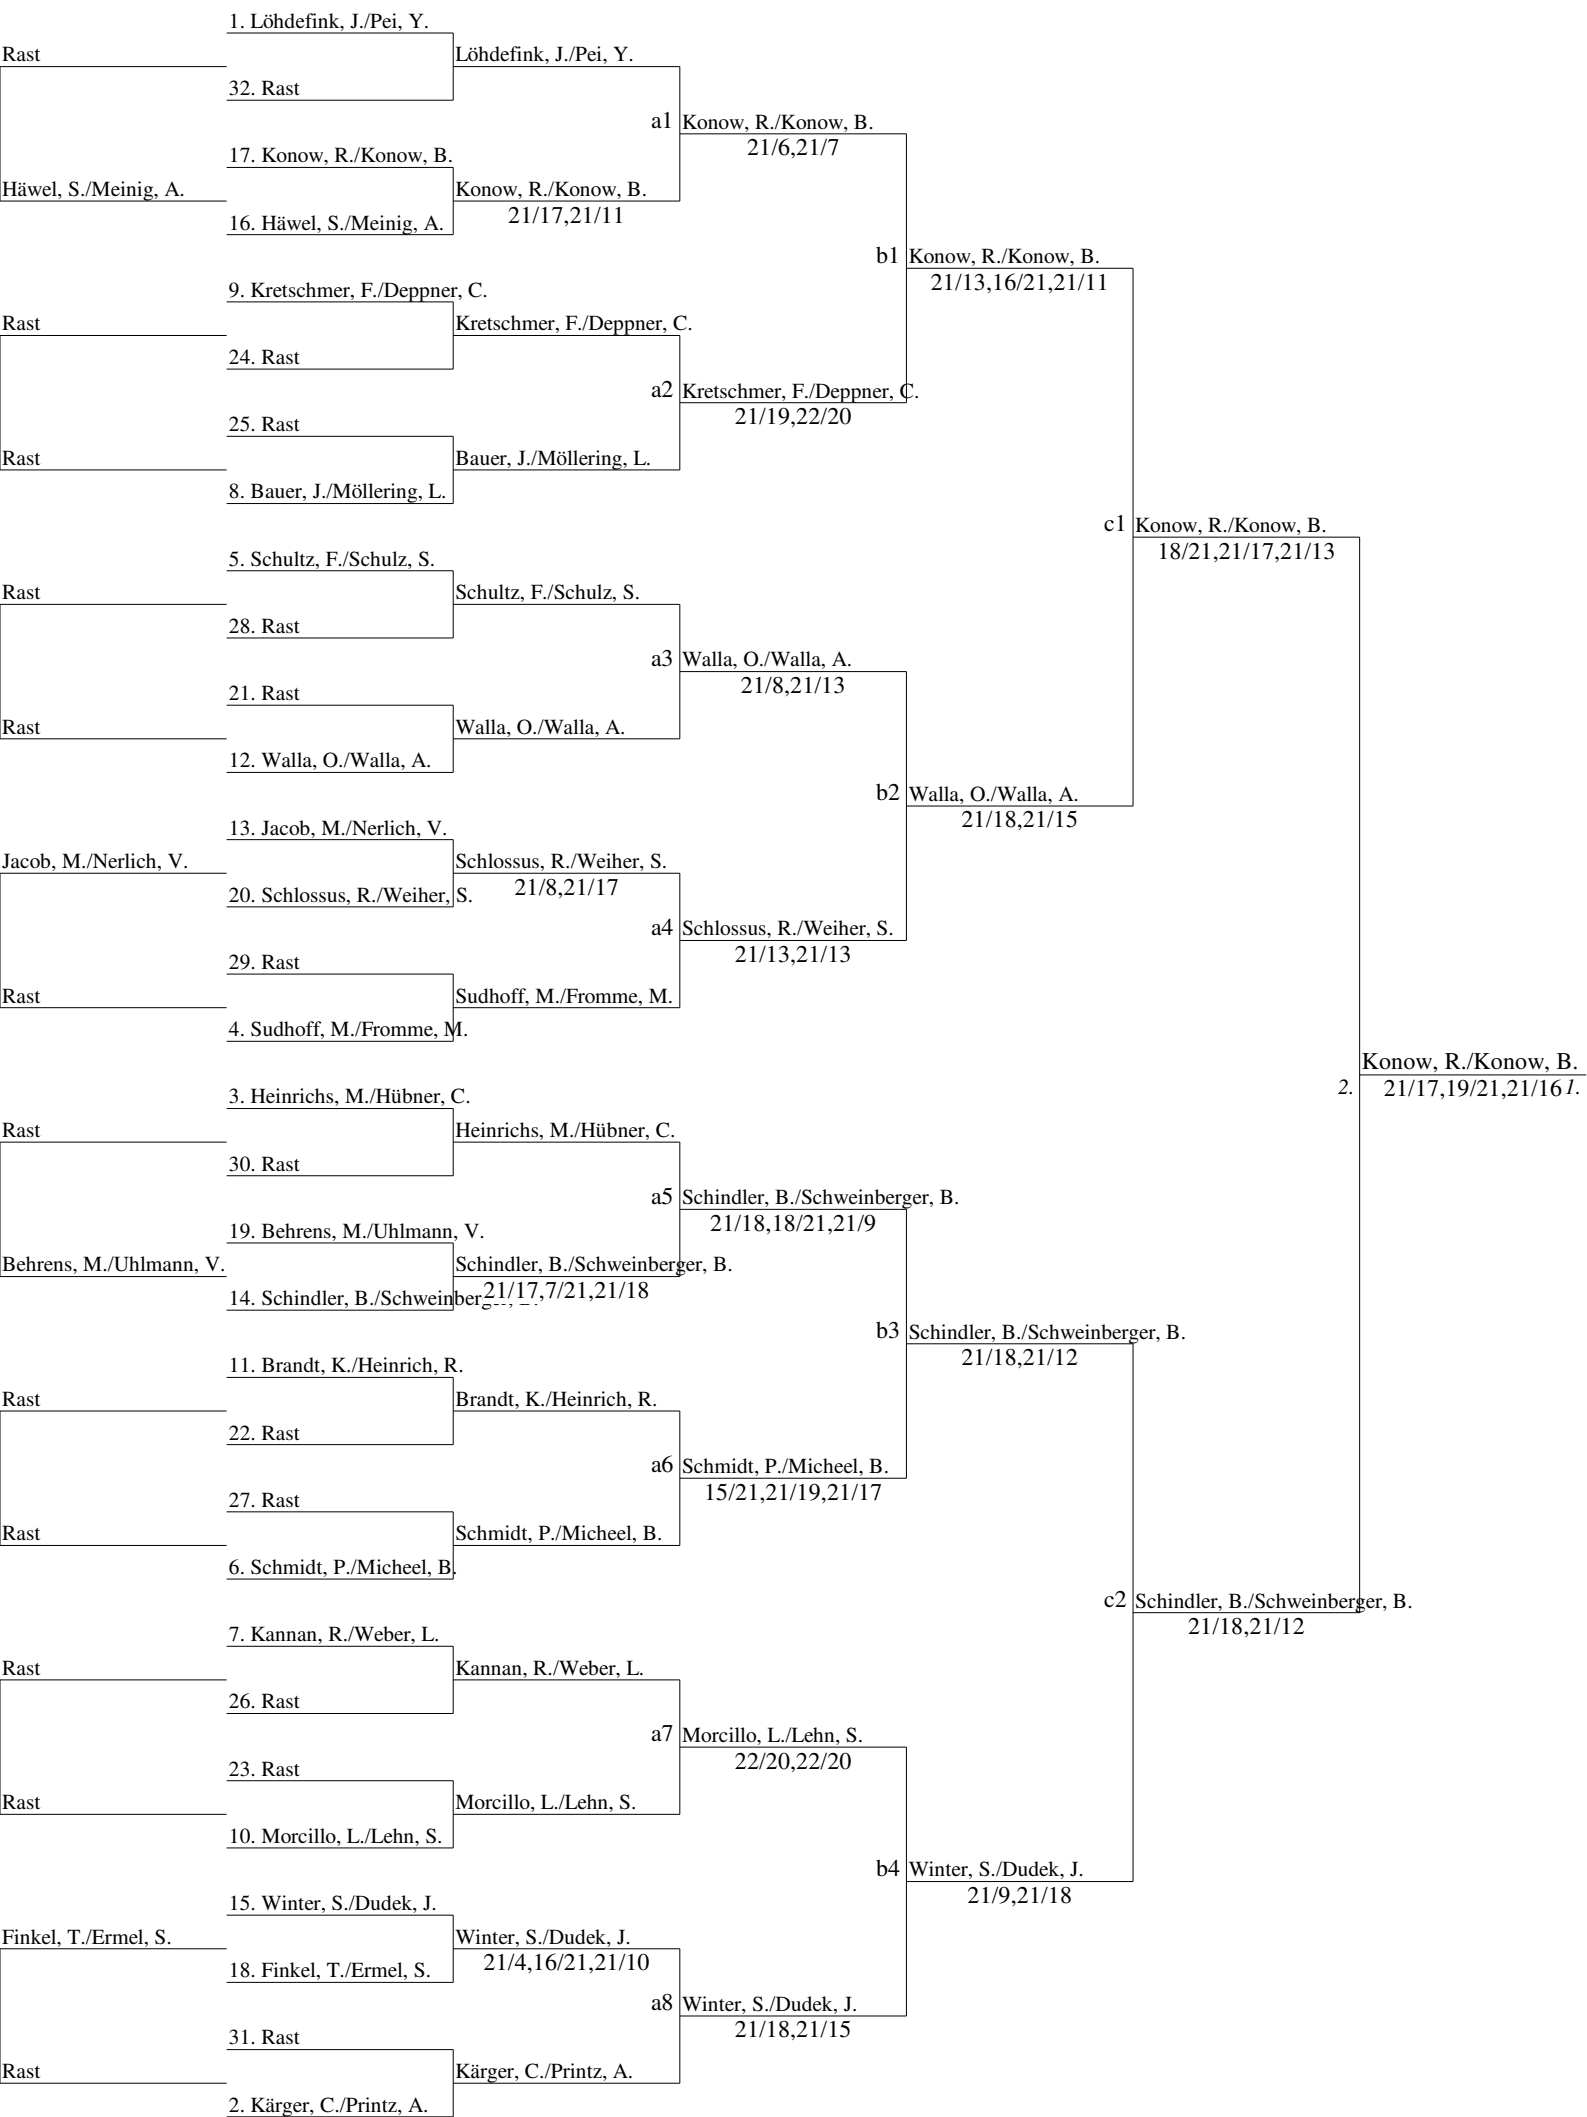 1. Löhdefink, J./Pei, Y.
Rast
Löhdefink, J./Pei, Y.
32. Rast
a1 Konow, R./Konow, B.
21/6,21/7
17. Konow, R./Konow, B.
Häwel, S./Meinig, A.
Konow, R./Konow, B.
21/17,21/11
16. Häwel, S./Meinig, A.
b1 Konow, R./Konow, B.
21/13,16/21,21/11
9. Kretschmer, F./Deppner, C.
Rast
Kretschmer, F./Deppner, C.
24. Rast
a2 Kretschmer, F./Deppner, C.
21/19,22/20
25. Rast
Rast
Bauer, J./Möllering, L.
8. Bauer, J./Möllering, L.
c1 Konow, R./Konow, B.
18/21,21/17,21/13
5. Schultz, F./Schulz, S.
Rast
Schultz, F./Schulz, S.
28. Rast
a3 Walla, O./Walla, A.
21/8,21/13
21. Rast
Rast
Walla, O./Walla, A.
12. Walla, O./Walla, A.
b2 Walla, O./Walla, A.
21/18,21/15
13. Jacob, M./Nerlich, V.
Jacob, M./Nerlich, V.
Schlossus, R./Weiher, S.
21/8,21/17
20. Schlossus, R./Weiher, S.
a4 Schlossus, R./Weiher, S.
21/13,21/13
29. Rast
Rast
Sudhoff, M./Fromme, M.
4. Sudhoff, M./Fromme, M.
Konow, R./Konow, B.
2. 21/17,19/21,21/16 1.
3. Heinrichs, M./Hübner, C.
Rast
Heinrichs, M./Hübner, C.
30. Rast
a5 Schindler, B./Schweinberger, B.
21/18,18/21,21/9
19. Behrens, M./Uhlmann, V.
Behrens, M./Uhlmann, V.
Schindler, B./Schweinberger, B.
21/17,7/21,21/18
14. Schindler, B./Schweinberger
b3 Schindler, B./Schweinberger, B.
21/18,21/12
11. Brandt, K./Heinrich, R.
Rast
Brandt, K./Heinrich, R.
22. Rast
a6 Schmidt, P./Micheel, B.
15/21,21/19,21/17
27. Rast
Rast
Schmidt, P./Micheel, B.
6. Schmidt, P./Micheel, B.
c2 Schindler, B./Schweinberger, B.
21/18,21/12
7. Kannan, R./Weber, L.
Rast
Kannan, R./Weber, L.
26. Rast
a7 Morcillo, L./Lehn, S.
22/20,22/20
23. Rast
Rast
Morcillo, L./Lehn, S.
10. Morcillo, L./Lehn, S.
b4 Winter, S./Dudek, J.
21/9,21/18
15. Winter, S./Dudek, J.
Finkel, T./Ermel, S.
Winter, S./Dudek, J.
21/4,16/21,21/10
18. Finkel, T./Ermel, S.
a8 Winter, S./Dudek, J.
21/18,21/15
31. Rast
Rast
Kärger, C./Printz, A.
2. Kärger, C./Printz, A.